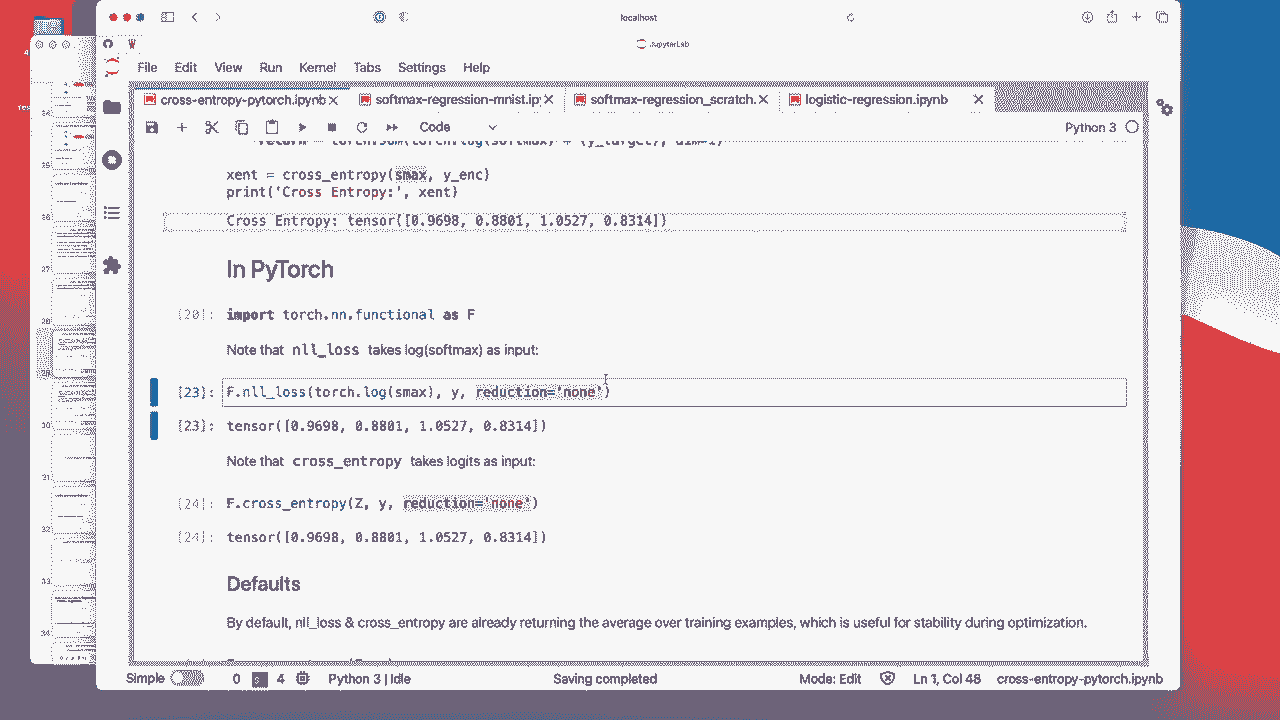 localhost
JupyterLab
File Edit View Run Kernel Tabs Settings Help
cross-entropy-pytorch.ipynb softmax-regression-mnist.ip softmax-regression_scratch. logistic-regression.ipynb
Code Python 3
xent = cross_entropy(smax, y_enc)
print('Cross Entropy:', xent)
Cross Entropy: tensor([0.9698, 0.8801, 1.0527, 0.8314])
In PyTorch
[20]: import torch.nn.functional as F
Note that nll_loss takes log(softmax) as input:
[23]: F.nll_loss(torch.log(smax), y, reduction='none')
[23]: tensor([0.9698, 0.8801, 1.0527, 0.8314])
Note that cross_entropy takes logits as input:
[24]: F.cross_entropy(Z, y, reduction='none')
[24]: tensor([0.9698, 0.8801, 1.0527, 0.8314])
Defaults
By default, nll_loss & cross_entropy are already returning the average over training examples, which is useful for stability during optimization.
Simple 0 4 Python 3 | Idle Saving completed Mode: Edit Ln 1, Col 48 cross-entropy-pytorch.ipynb